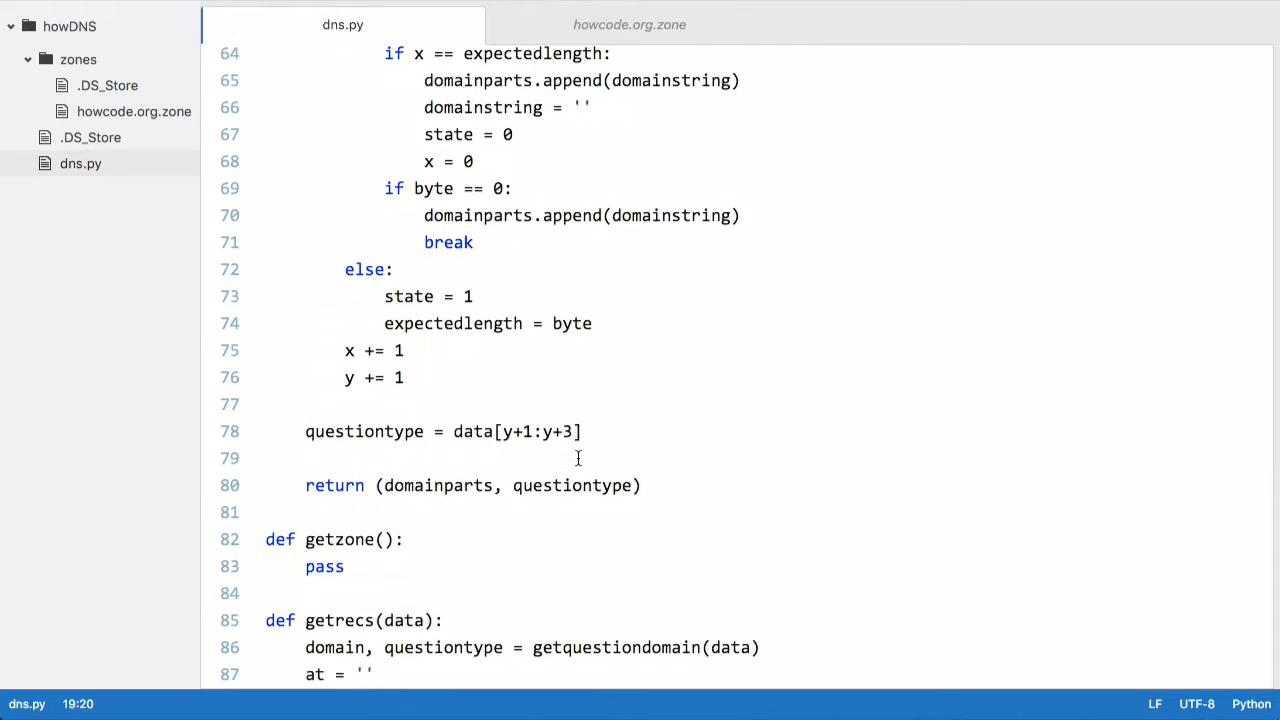 howDNS
zones
.DS_Store
howcode.org.zone
.DS_Store
dns.py
dns.py
howcode.org.zone
64 if x == expectedlength:
65 domainparts.append(domainstring)
66 domainstring = ''
67 state = 0
68 x = 0
69 if byte == 0:
70 domainparts.append(domainstring)
71 break
72 else:
73 state = 1
74 expectedlength = byte
75 x += 1
76 y += 1
77
78 questiontype = data[y+1:y+3]
79
80 return (domainparts, questiontype)
81
82 def getzone():
83 pass
84
85 def getrecs(data):
86 domain, questiontype = getquestiondomain(data)
87 at = ''
dns.py 19:20 LF UTF-8 Python